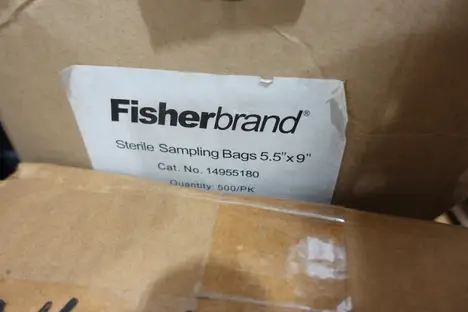 Fisherbrand®
Sterile Sampling Bags 5.5"x9"
Cat. No. 14955180
Quantity: 500/PK